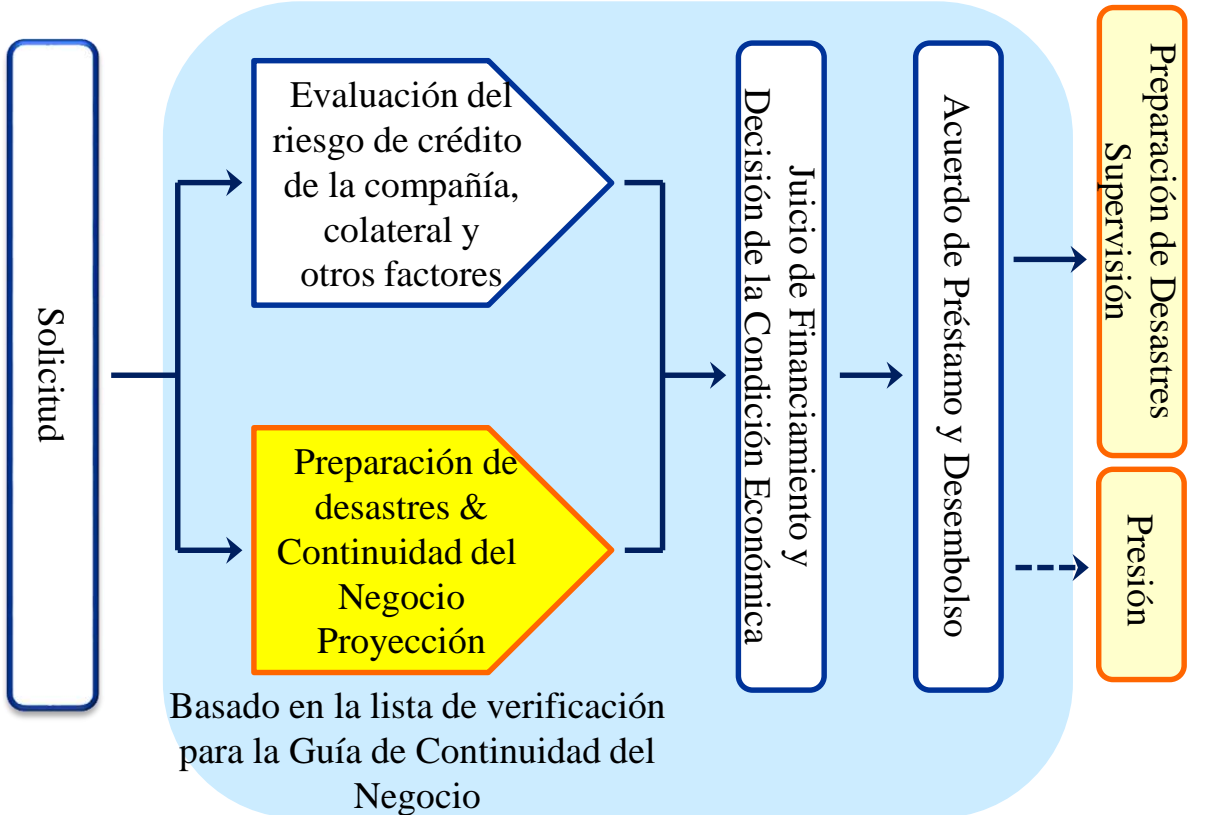 Solicitud
Evaluación del
riesgo de crédito
de la compañía,
colateral y
otros factores
Preparación de
desastres &
Continuidad del
Negocio
Proyección
Basado en la lista de verificación
para la Guía de Continuidad del
Negocio
Juicio de Financiamiento y
Decisión de la Condición Económica
Acuerdo de Préstamo y Desembolso
Preparación de Desastres
Supervisión
Presión